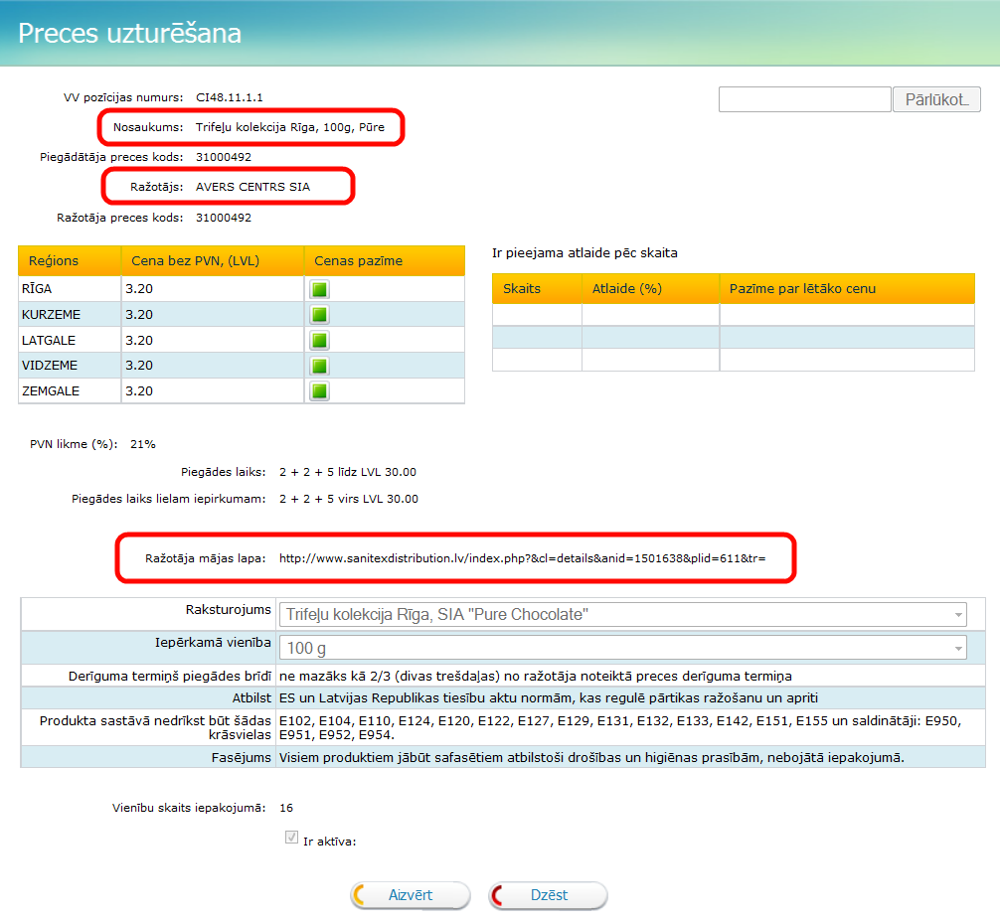 Preces uzturēšana
VV pozīcijas numurs: CI48.11.1.1
Pārlūkot..
Nosaukums: Trifeļu kolekcija Rīga, 100g, Pūre
Piegādātāja preces kods: 31000492
Ražotājs: AVERS CENTRS SIA
Ražotāja preces kods: 31000492
Reģions Cena bez PVN, (LVL) Cenas pazīme
RĪGA 3.20
KURZEME 3.20
LATGALE 3.20
VIDZEME 3.20
ZEMGALE 3.20
Ir pieejama atlaide pēc skaita
Skaits Atlaide (%) Pazīme par lētāko cenu
PVN likme (%): 21%
Piegādes laiks: 2 + 2 + 5 līdz LVL 30.00
Piegādes laiks lielam iepirkumam: 2 + 2 + 5 virs LVL 30.00
Ražotāja mājas lapa: http://www.sanitexdistribution.lv/index.php?&cl=details&anid=1501638&plid=611&tr=
Raksturojums Trifeļu kolekcija Rīga, SIA "Pure Chocolate"
Iepērkamā vienība 100 g
Derīguma termiņš piegādes brīdī ne mazāks kā 2/3 (divas trešdaļas) no ražotāja noteiktā preces derīguma termiņa
Atbilst ES un Latvijas Republikas tiesību aktu normām, kas regulē pārtikas ražošanu un apriti
Produkta sastāvā nedrīkst būt šādas E102, E104, E110, E124, E120, E122, E127, E129, E131, E132, E133, E142, E151, E155 un saldinātāji: E950,
krāsvielas E951, E952, E954.
Fasējums Visiem produktiem jābūt safasētiem atbilstoši drošības un higiēnas prasībām, nebojātā iepakojumā.
Vienību skaits iepakojumā: 16
Ir aktīva:
Aizvērt Dzēst